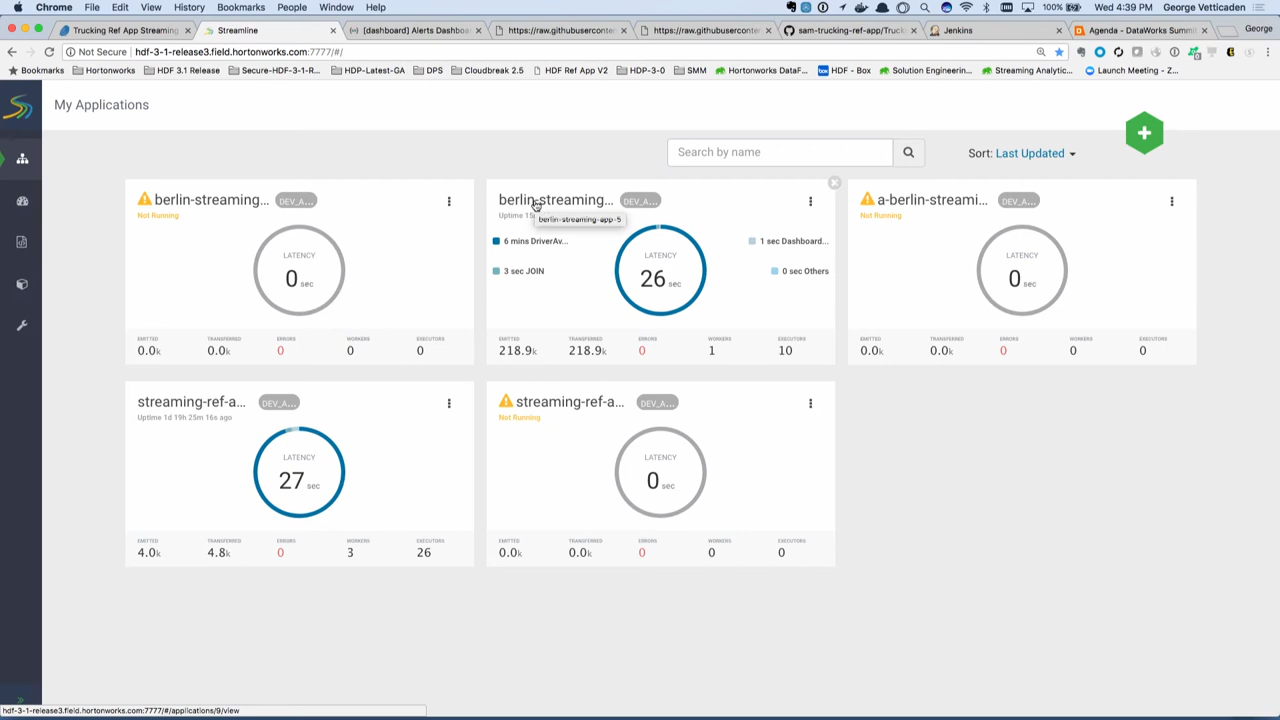 Chrome File Edit View History Bookmarks People Window Help 100% Wed 4:39 PM George Vetticaden
Trucking Ref App Streaming Streamline [dashboard] Alerts Dashboa https://raw.githubuserconte https://raw.githubuserconte sam-trucking-ref-app/Truck Jenkins Agenda - DataWorks Summit George
Not Secure hdf-3-1-release3.field.hortonworks.com:7777/#/
Bookmarks Hortonworks HDF 3.1 Release Secure-HDF-3-1-R... HDP-Latest-GA DPS Cloudbreak 2.5 HDF Ref App V2 HDP-3-0 SMM Hortonworks DataF... HDF - Box Solution Engineerin... Streaming Analytic... Launch Meeting - Z...
My Applications
+
Search by name Sort: Last Updated
berlin-streaming... DEV_A...
Not Running
LATENCY
0 sec
EMITTED TRANSFERRED ERRORS WORKERS EXECUTORS
0.0k 0.0k 0 0 0
berlin-streaming... DEV_A...
Uptime 15
berlin-streaming-app-5
6 mins DriverAv... 1 sec Dashboard...
LATENCY
3 sec JOIN 26 sec 0 sec Others
EMITTED TRANSFERRED ERRORS WORKERS EXECUTORS
218.9k 218.9k 0 1 10
a-berlin-streami... DEV_A...
Not Running
LATENCY
0 sec
EMITTED TRANSFERRED ERRORS WORKERS EXECUTORS
0.0k 0.0k 0 0 0
streaming-ref-a... DEV_A...
Uptime 1d 19h 25m 16s ago
LATENCY
27 sec
EMITTED TRANSFERRED ERRORS WORKERS EXECUTORS
4.0k 4.8k 0 3 26
streaming-ref-a... DEV_A...
Not Running
LATENCY
0 sec
EMITTED TRANSFERRED ERRORS WORKERS EXECUTORS
0.0k 0.0k 0 0 0
hdf-3-1-release3.field.hortonworks.com:7777/#/applications/9/view